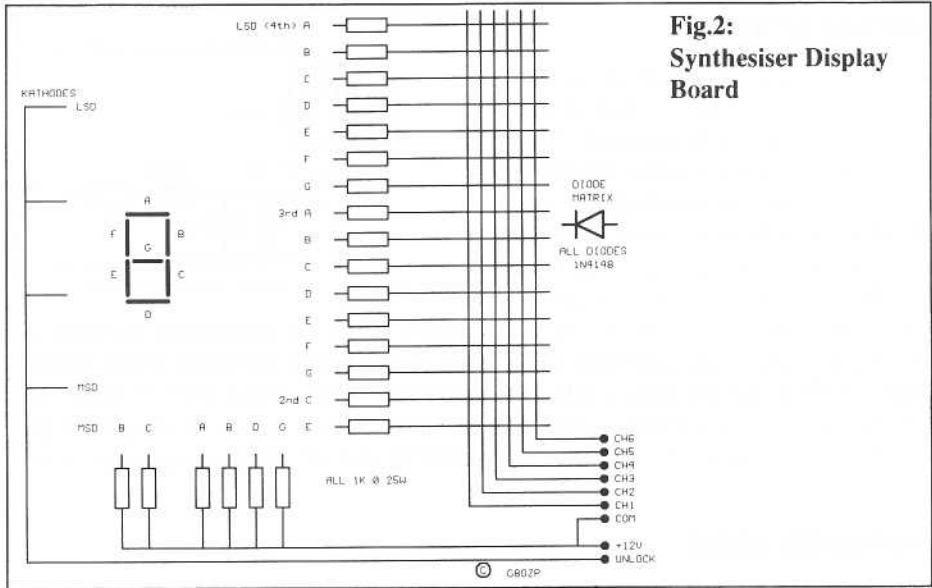 Fig.2:
Synthesiser Display
Board
LSD (4th) A
B
C
D
E
F
G
3rd A
B
C
D
E
F
G
2nd C
E
KATHODES
LSD
MSD
A
F
B
G
E
C
D
DIODE
MATRIX
ALL DIODES
1N4148
MSD B C A B D G
ALL 1K 0 25W
CH6
CH5
CH4
CH3
CH2
CH1
COM
+12V
UNLOCK
© G8OZP